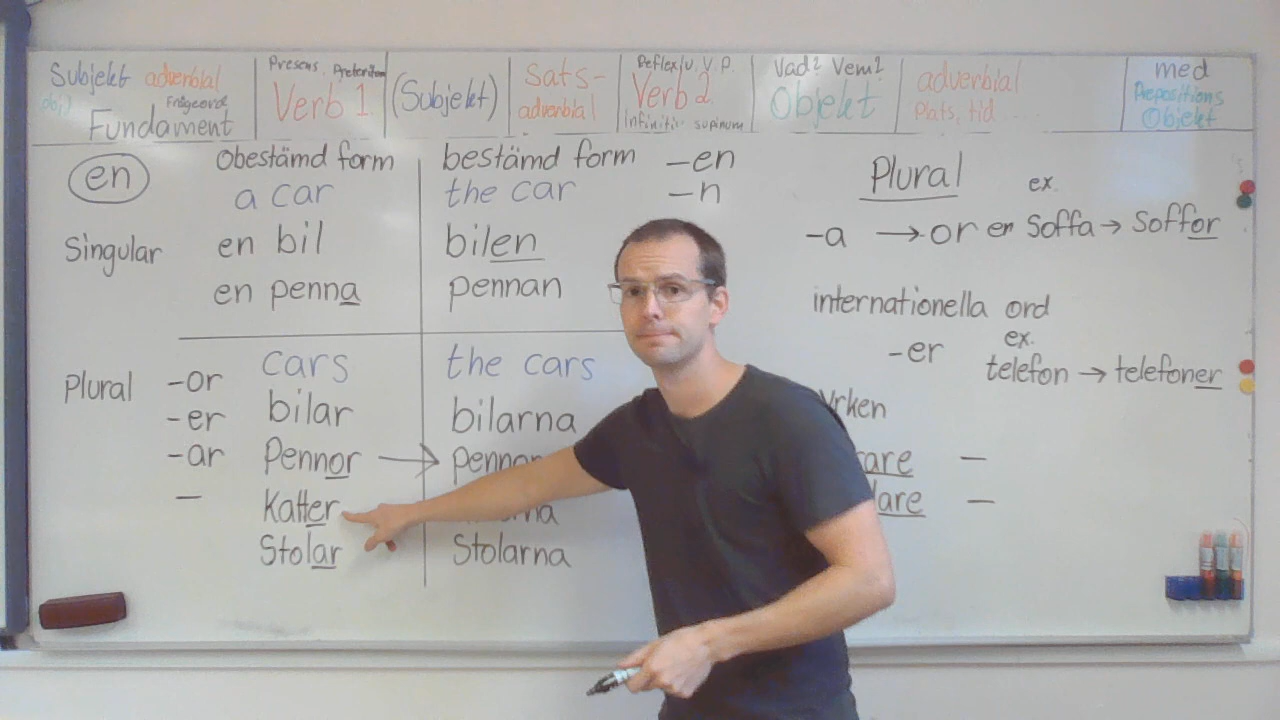 Subjekt adverbial
obj)
Frågeord
Fundament
Presens, Preteritum
Verb 1
(Subjekt)
Sats-
adverbial
Reflexiv. V. P.
Verb 2
infinitiv supinum
Vad? Vem?
Objekt
adverbial
Plats, tid ....
med
Prepositions
Objekt
en
obestämd form
bestämd form
-en
-n
a car
the car
Singular
en bil
bilen
en penna
pennan
Plural
cars
the cars
-or
-er
-ar
-
bilar
bilarna
Pennor →
Katter
Stolar
Stolarna
Plural
ex.
-a → or en Soffa → Soffor
internationella ord
-er
ex.
telefon → telefoner
-
-